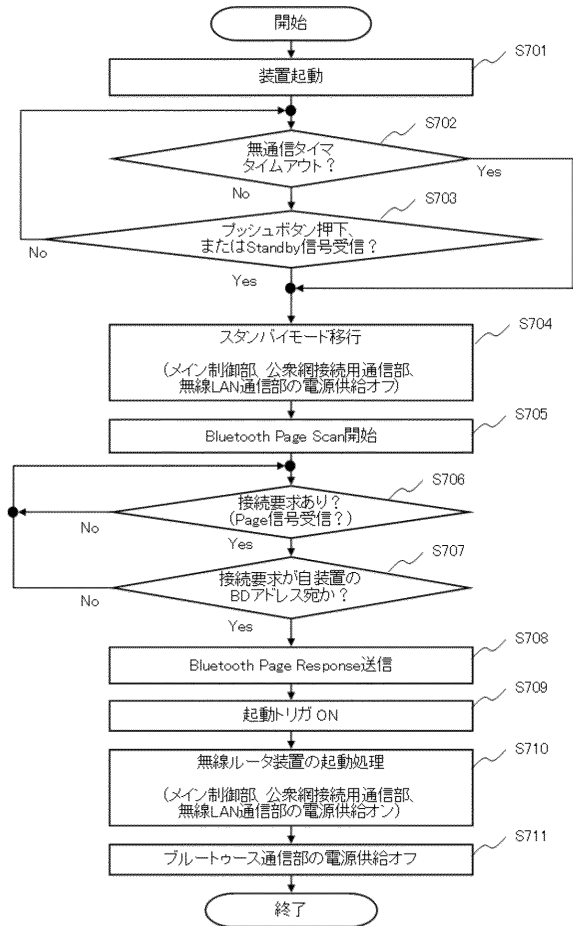 開始
S701
装置起動
S702
無通信タイマ
タイムアウト?
Yes
No
S703
プッシュボタン押下、
またはStandby信号受信?
No
Yes
S704
スタンバイモード移行
(メイン制御部、公衆網接続用通信部、
無線LAN通信部の電源供給オフ)
S705
Bluetooth Page Scan開始
S706
接続要求あり?
(Page信号受信?)
No
Yes
S707
接続要求が自装置の
BDアドレス宛か?
No
Yes
S708
Bluetooth Page Response送信
S709
起動トリガ ON
S710
無線ルータ装置の起動処理
(メイン制御部、公衆網接続用通信部、
無線LAN通信部の電源供給オン)
S711
ブルートゥース通信部の電源供給オフ
終了